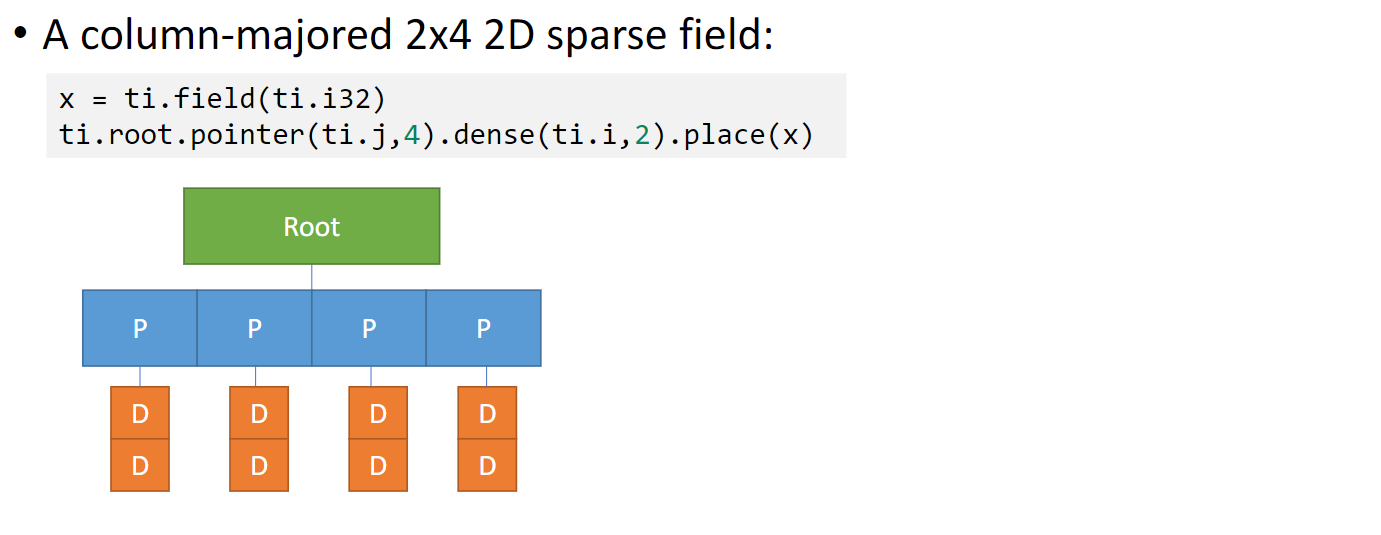 • A column-majored 2x4 2D sparse field:
x = ti.field(ti.i32)
ti.root.pointer(ti.j,4).dense(ti.i,2).place(x)
Root
P P P P
D D D D
D D D D